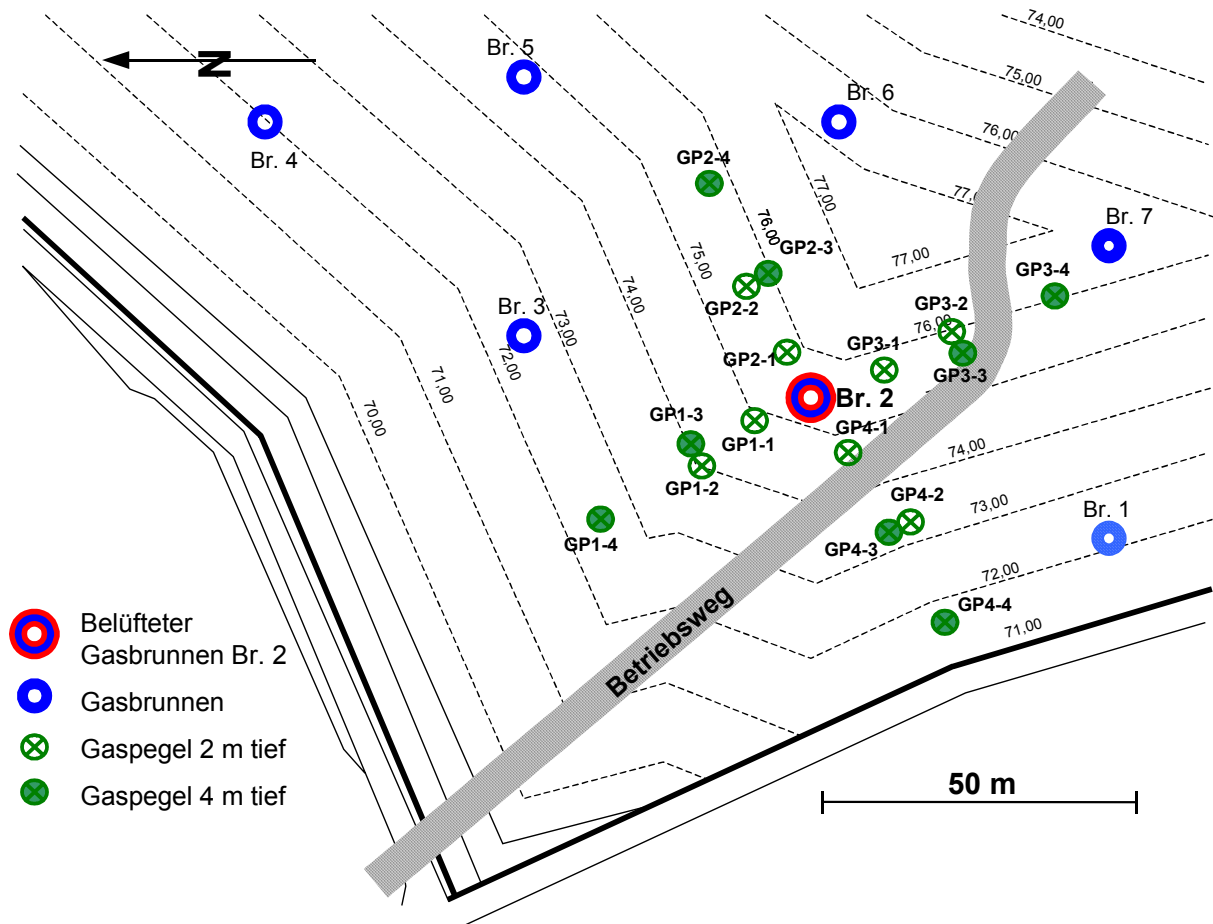 74,00
N
Br. 5
75,00
Br. 6
76,00
Br. 4
GP2-4
77,00
77,0
76,00
Br. 7
GP2-3
77,00
75,00
GP3-4
74,00
GP2-2
GP3-2
Br. 3
73,00
76,00
72,00
GP2-1
GP3-1
GP3-3
71,00
Br. 2
70,00
GP1-3
GP1-1
GP4-1
74,00
GP1-2
GP4-2
73,00
Br. 1
GP1-4
GP4-3
72,00
GP4-4
71,00
Betriebsweg
Belüfteter
Gasbrunnen Br. 2
Gasbrunnen
Gaspegel 2 m tief
Gaspegel 4 m tief
50 m